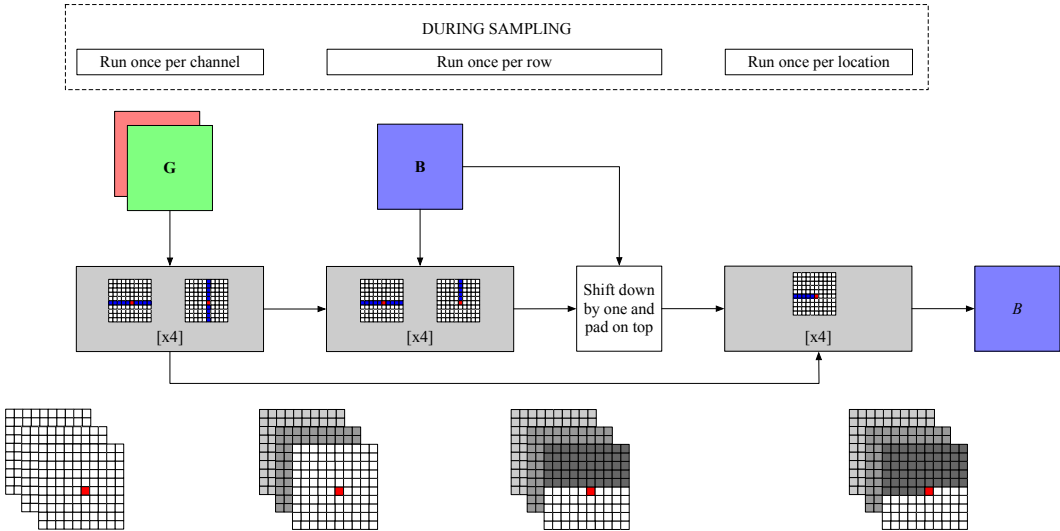 DURING SAMPLING
Run once per channel
Run once per row
Run once per location
G
B
Shift down
by one and
pad on top
[x4]
[x4]
[x4]
B